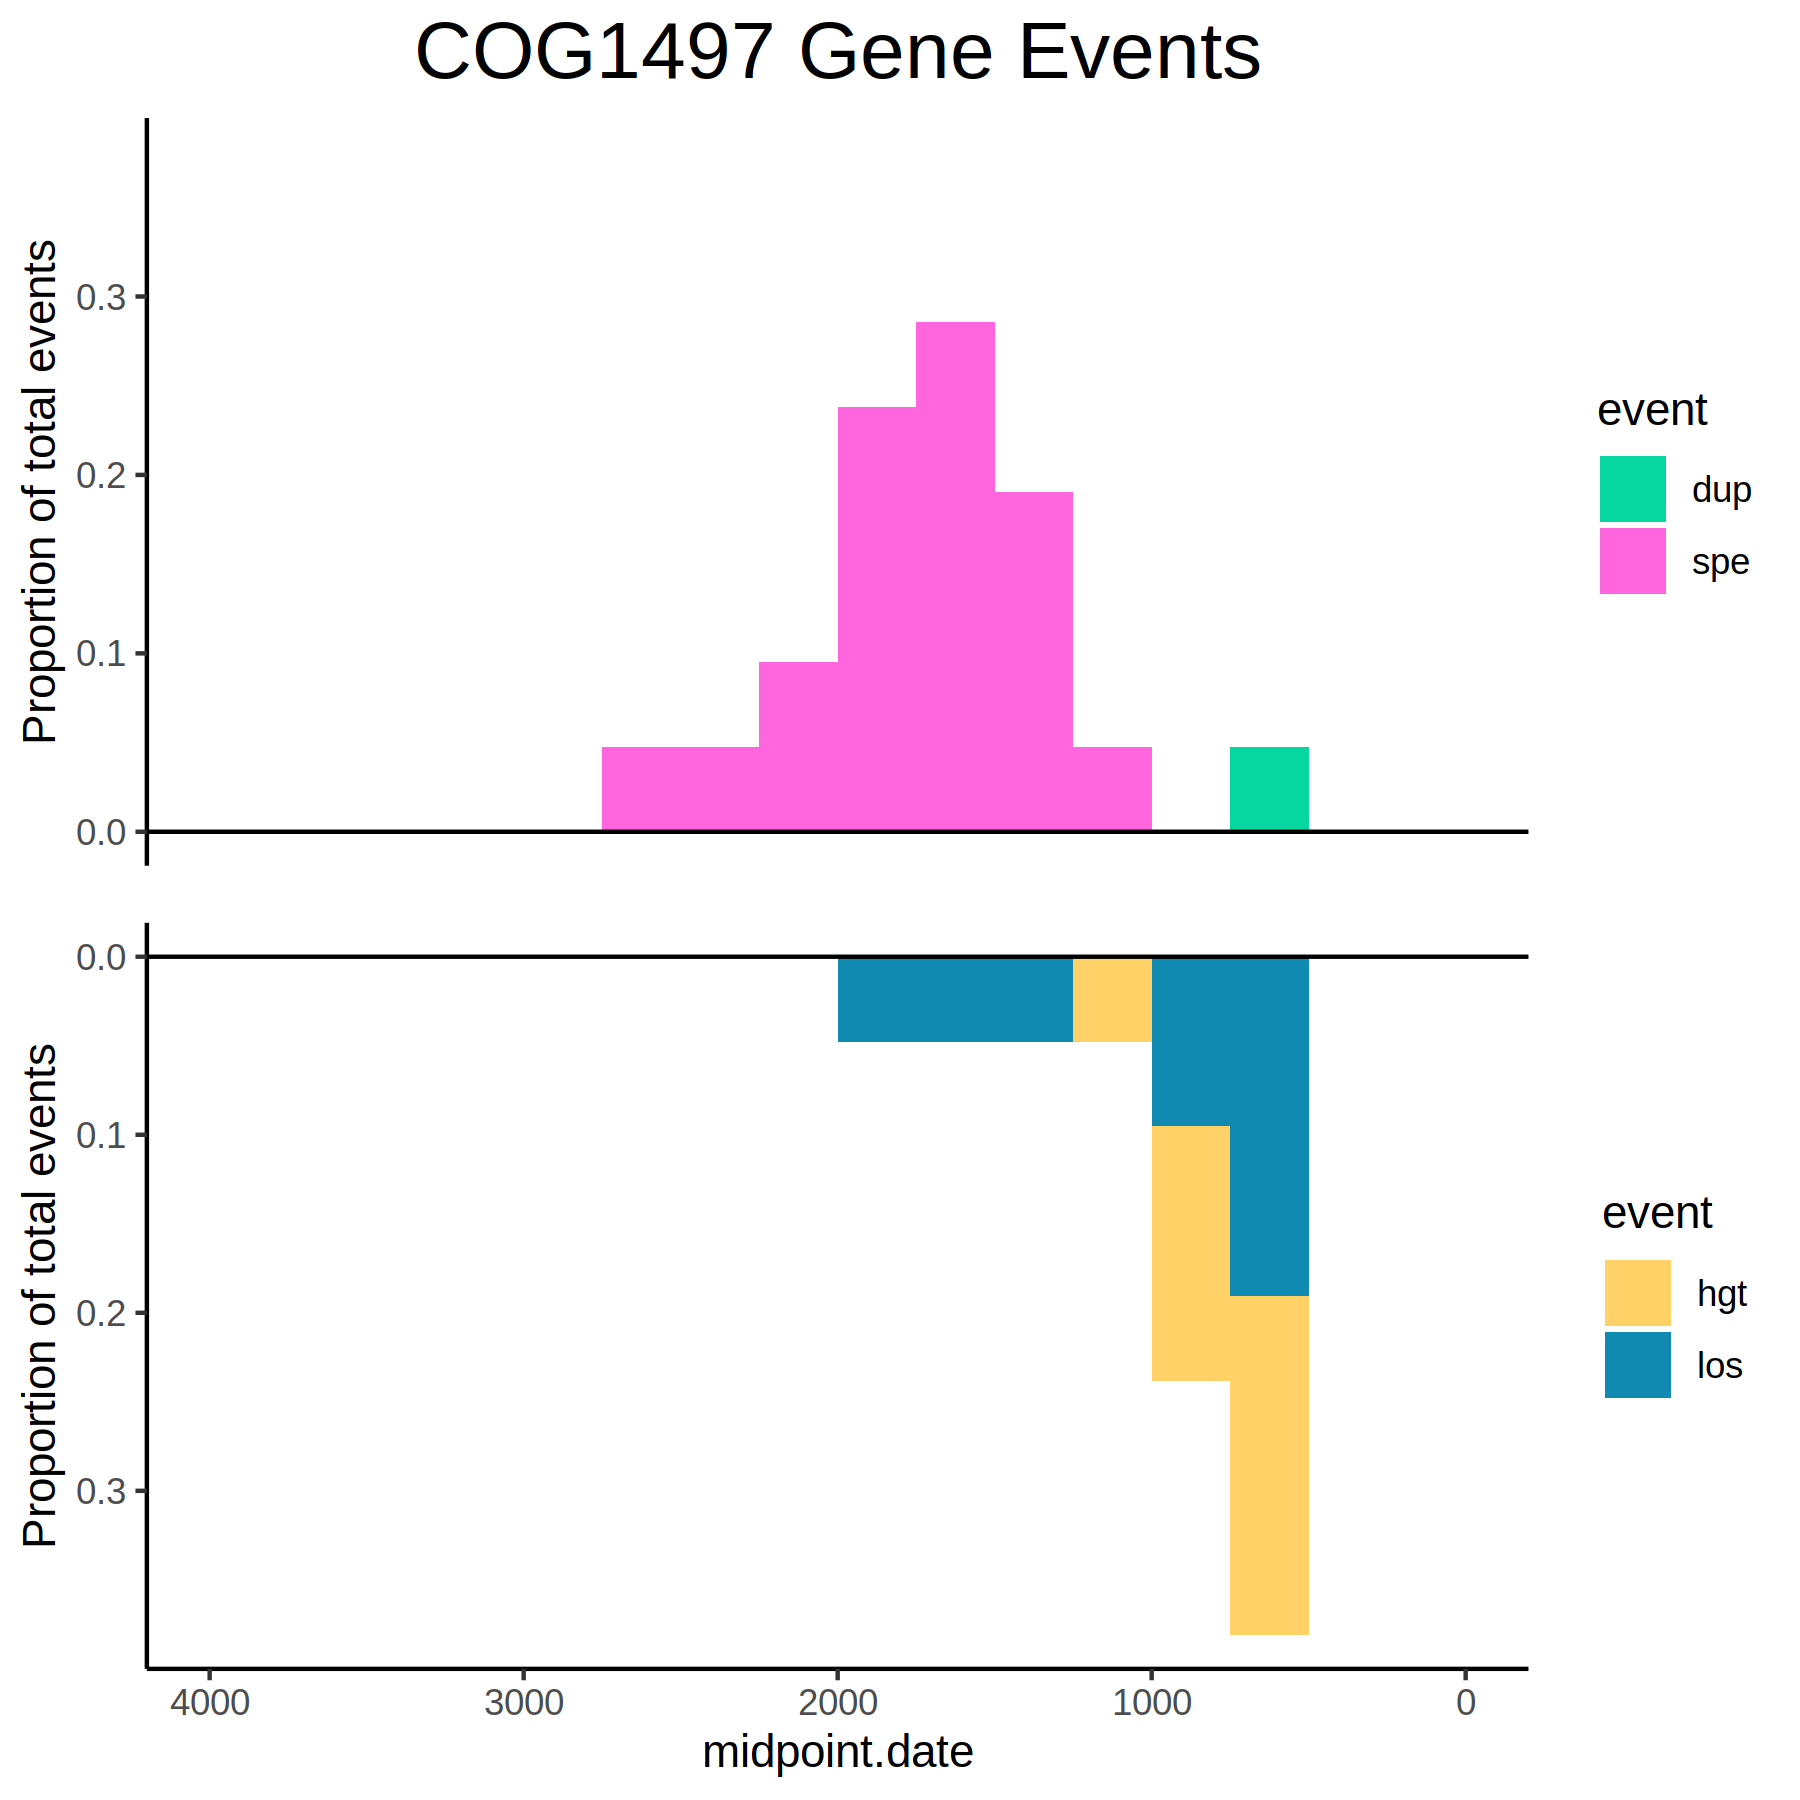 COG1497 Gene Events
Proportion of total events
0.3
0.2
0.1
0.0
event
dup
spe
Proportion of total events
0.0
0.1
0.2
0.3
event
hgt
los
4000 3000 2000 1000 0
midpoint.date